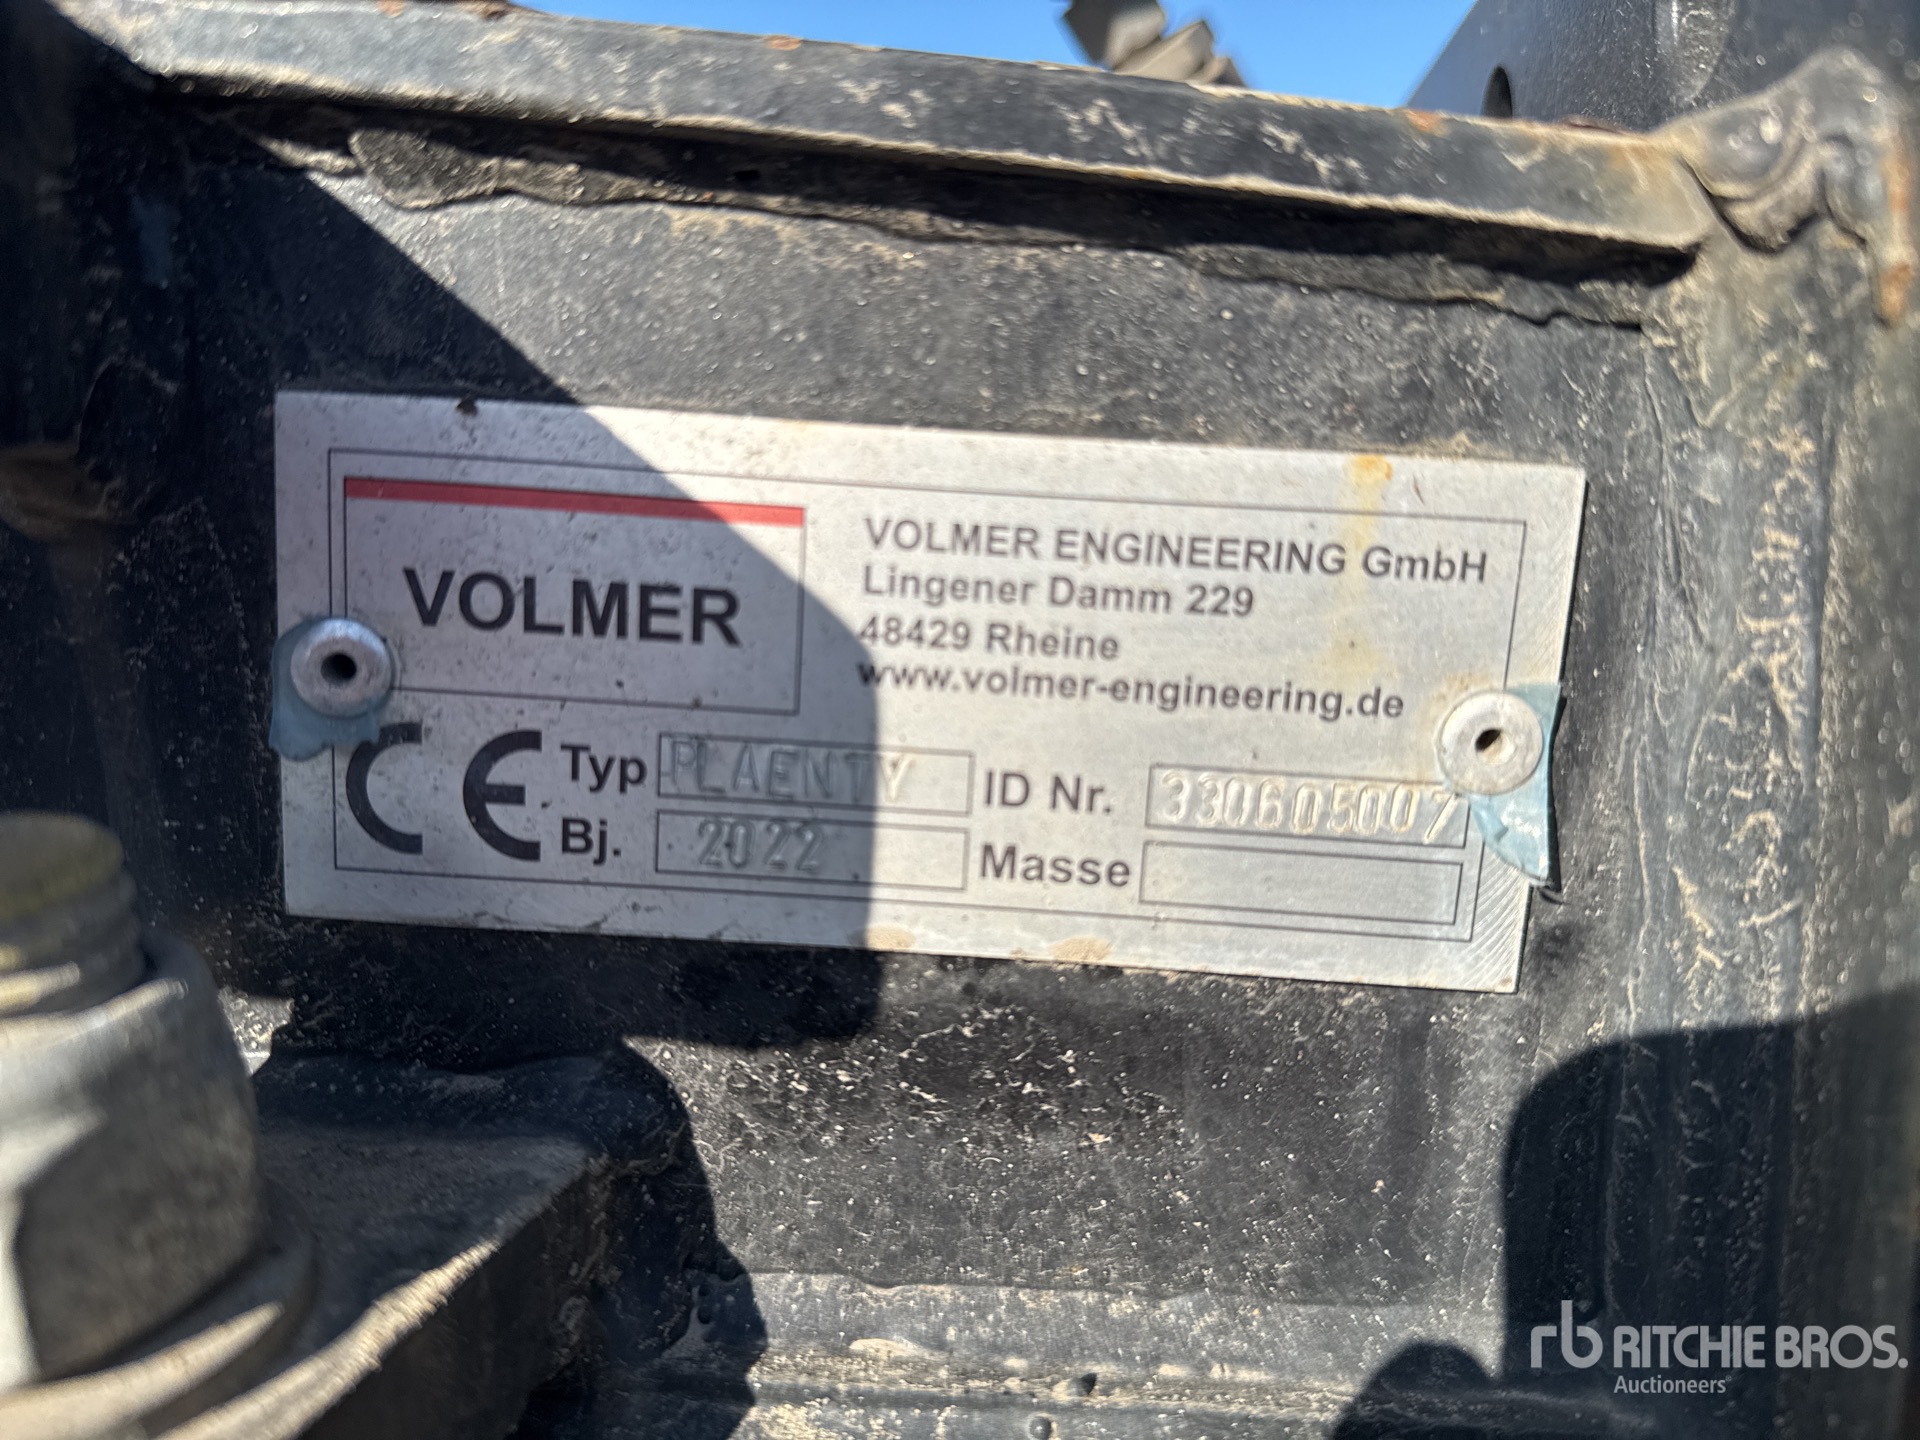 VOLMER
VOLMER ENGINEERING GmbH
Lingener Damm 229
48429 Rheine
www.volmer-engineering.de
CE
Typ PLAENTY ID Nr. 330605007
Bj. 2022 Masse
rb RITCHIE BROS.
Auctioneers